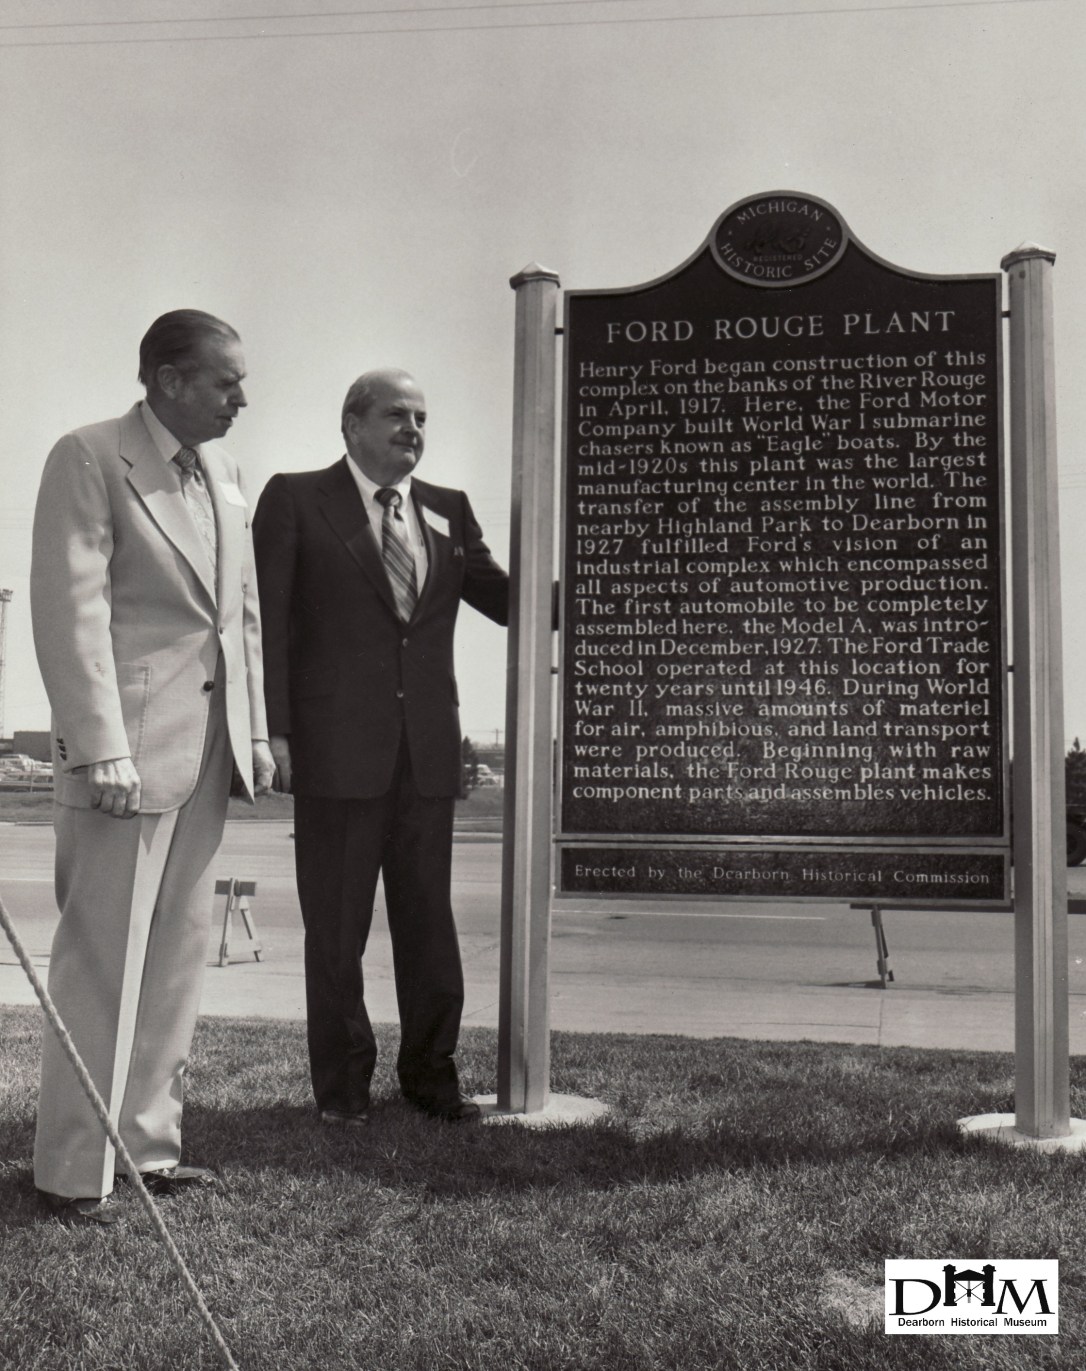 MICHIGAN
REGISTERED
HISTORIC SITE
FORD ROUGE PLANT
Henry Ford began construction of this
complex on the banks of the River Rouge
in April, 1917. Here, the Ford Motor
Company built World War I submarine
chasers known as "Eagle" boats. By the
mid-1920s this plant was the largest
manufacturing center in the world. The
transfer of the assembly line from
nearby Highland Park to Dearborn in
1927 fulfilled Ford's vision of an
industrial complex which encompassed
all aspects of automotive production.
The first automobile to be completely
assembled here, the Model A, was intro-
duced in December, 1927. The Ford Trade
School operated at this location for
twenty years until 1946. During World
War II, massive amounts of materiel
for air, amphibious, and land transport
were produced. Beginning with raw
materials, the Ford Rouge plant makes
component parts and assembles vehicles.
Erected by the Dearborn Historical Commission
DHM
Dearborn Historical Museum